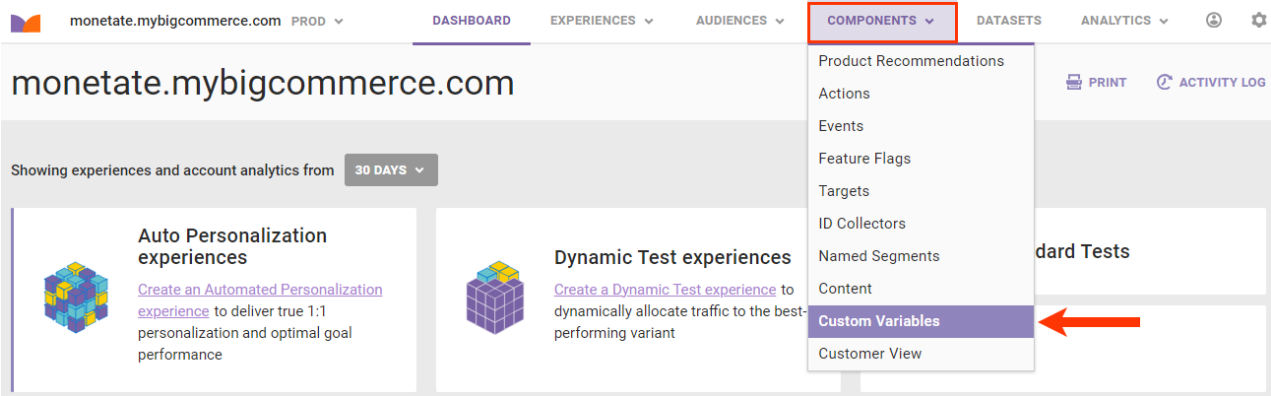 monetate.mybigcommerce.com PROD
DASHBOARD
EXPERIENCES
AUDIENCES
COMPONENTS
DATASETS
ANALYTICS
monetate.mybigcommerce.com
PRINT
ACTIVITY LOG
Product Recommendations
Actions
Events
Feature Flags
Targets
ID Collectors
Named Segments
Content
Custom Variables
Customer View
Showing experiences and account analytics from
30 DAYS
Auto Personalization
experiences
Create an Automated Personalization
experience to deliver true 1:1
personalization and optimal goal
performance
Dynamic Test experiences
Create a Dynamic Test experience to
dynamically allocate traffic to the best-
performing variant
dard Tests